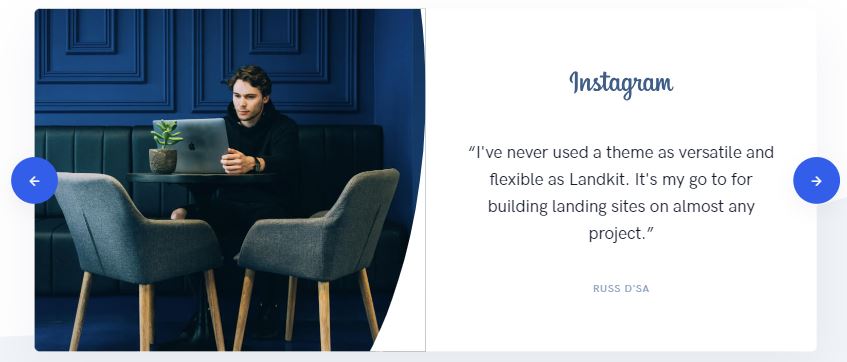 Instagram
“I've never used a theme as versatile and
flexible as Landkit. It's my go to for
building landing sites on almost any
project.”
RUSS D'SA